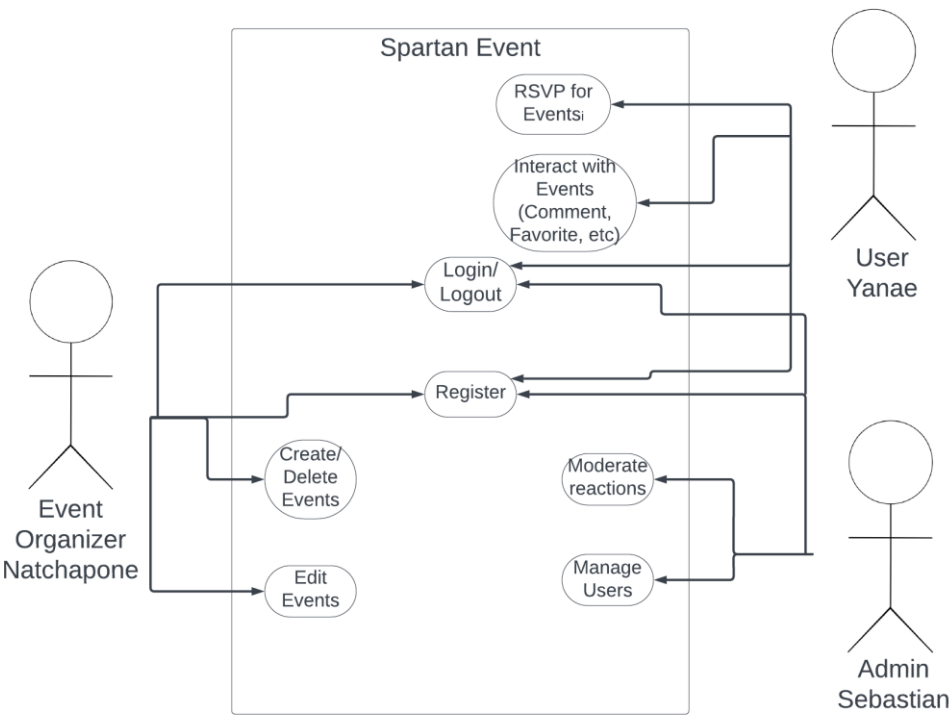 Spartan Event
RSVP for
Eventsi
Interact with
Events
(Comment,
Favorite, etc)
User
Yanae
Login/
Logout
Register
Create/
Delete
Events
Moderate
reactions
Event
Organizer
Natchapone
Edit
Events
Manage
Users
Admin
Sebastian